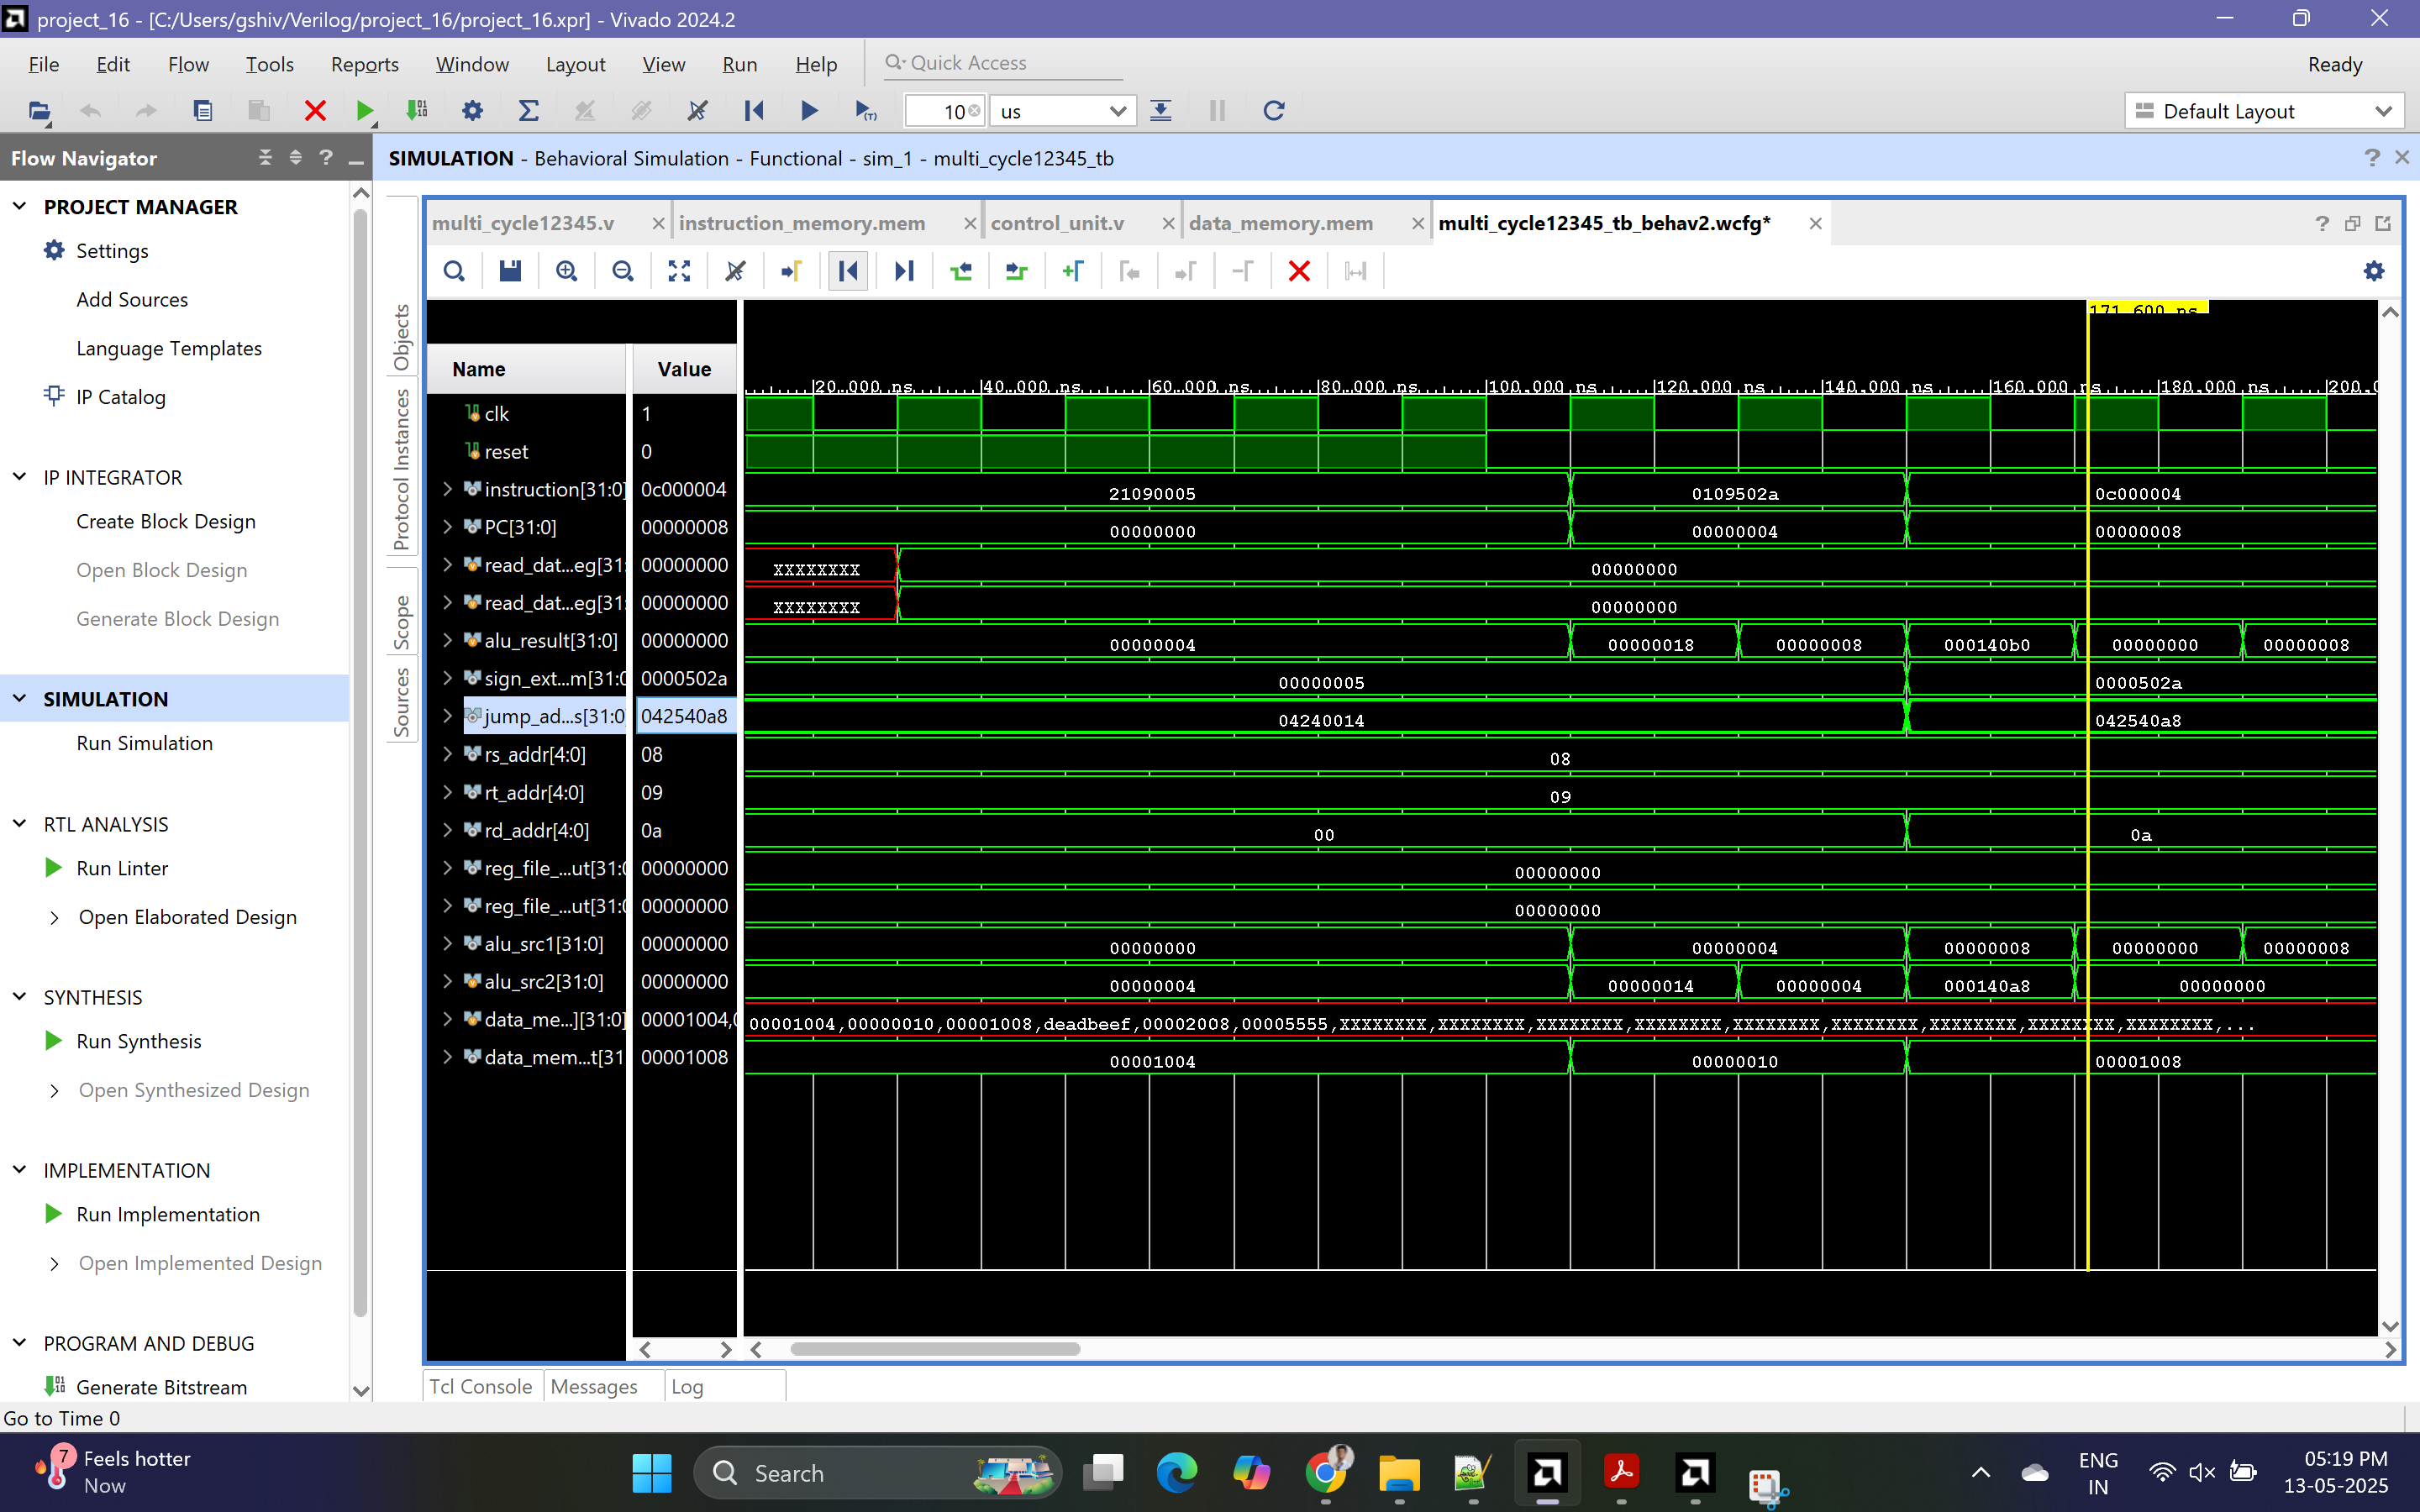 project_16 - [C:/Users/gshiv/Verilog/project_16/project_16.xpr] - Vivado 2024.2
File Edit Flow Tools Reports Window Layout View Run Help Quick Access Ready
10 us Default Layout
Flow Navigator
SIMULATION - Behavioral Simulation - Functional - sim_1 - multi_cycle12345_tb
PROJECT MANAGER
Settings
Add Sources
Language Templates
IP Catalog
IP INTEGRATOR
Create Block Design
Open Block Design
Generate Block Design
SIMULATION
Run Simulation
RTL ANALYSIS
Run Linter
Open Elaborated Design
SYNTHESIS
Run Synthesis
Open Synthesized Design
IMPLEMENTATION
Run Implementation
Open Implemented Design
PROGRAM AND DEBUG
Generate Bitstream
Objects
Protocol Instances
Scope
Sources
multi_cycle12345.v instruction_memory.mem control_unit.v data_memory.mem multi_cycle12345_tb_behav2.wcfg*
171.600 ns
Name Value
20.000 ns 40.000 ns 60.000 ns 80.000 ns 100.000 ns 120.000 ns 140.000 ns 160.000 ns 180.000 ns 200.0
clk 1
reset 0
instruction[31:0] 0c000004 21090005 0109502a 0c000004
PC[31:0] 00000008 00000000 00000004 00000008
read_dat...eg[31: 00000000 XXXXXXXX 00000000
read_dat...eg[31: 00000000 XXXXXXXX 00000000
alu_result[31:0] 00000000 00000004 00000018 00000008 000140b0 00000000 00000008
sign_ext...m[31:0 0000502a 00000005 0000502a
jump_ad...s[31:0 042540a8 04240014 042540a8
rs_addr[4:0] 08 08
rt_addr[4:0] 09 09
rd_addr[4:0] 0a 00 0a
reg_file_...ut[31:0 00000000 00000000
reg_file_...ut[31:0 00000000 00000000
alu_src1[31:0] 00000000 00000000 00000004 00000008 00000000 00000008
alu_src2[31:0] 00000000 00000004 00000014 00000004 000140a8 00000000
data_me...][31:0] 00001004,0 00001004,00000010,00001008,deadbeef,00002008,00005555,XXXXXXXX,XXXXXXXX,XXXXXXXX,XXXXXXXX,XXXXXXXX,XXXXXXXX,XXXXXXXX,XXXXXXXX,XXXXXXXX,...
data_mem...t[31 00001008 00001004 00000010 00001008
Tcl Console Messages Log
Go to Time 0
7
Feels hotter
Now
Search
ENG
IN
05:19 PM
13-05-2025